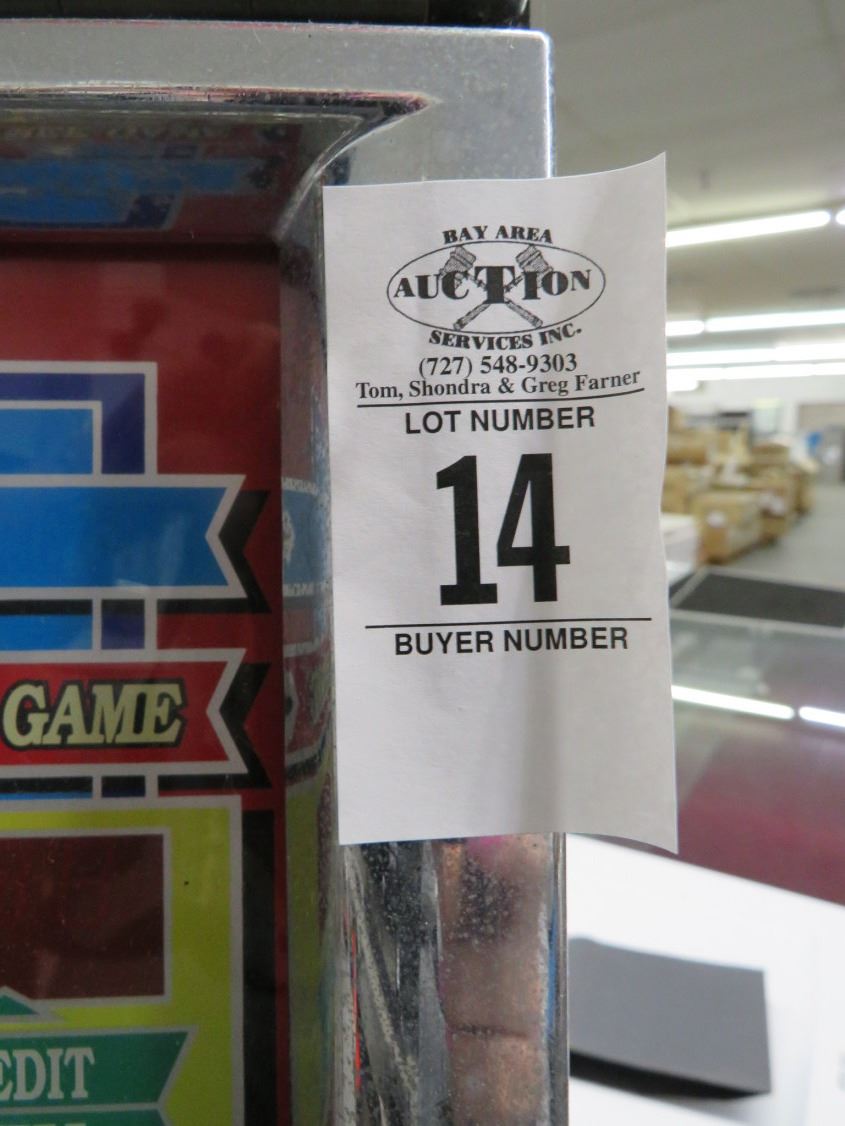 BAY AREA
AUCTION
SERVICES INC.
(727) 548-9303
Tom, Shondra & Greg Farner
LOT NUMBER
14
BUYER NUMBER
GAME
EDIT